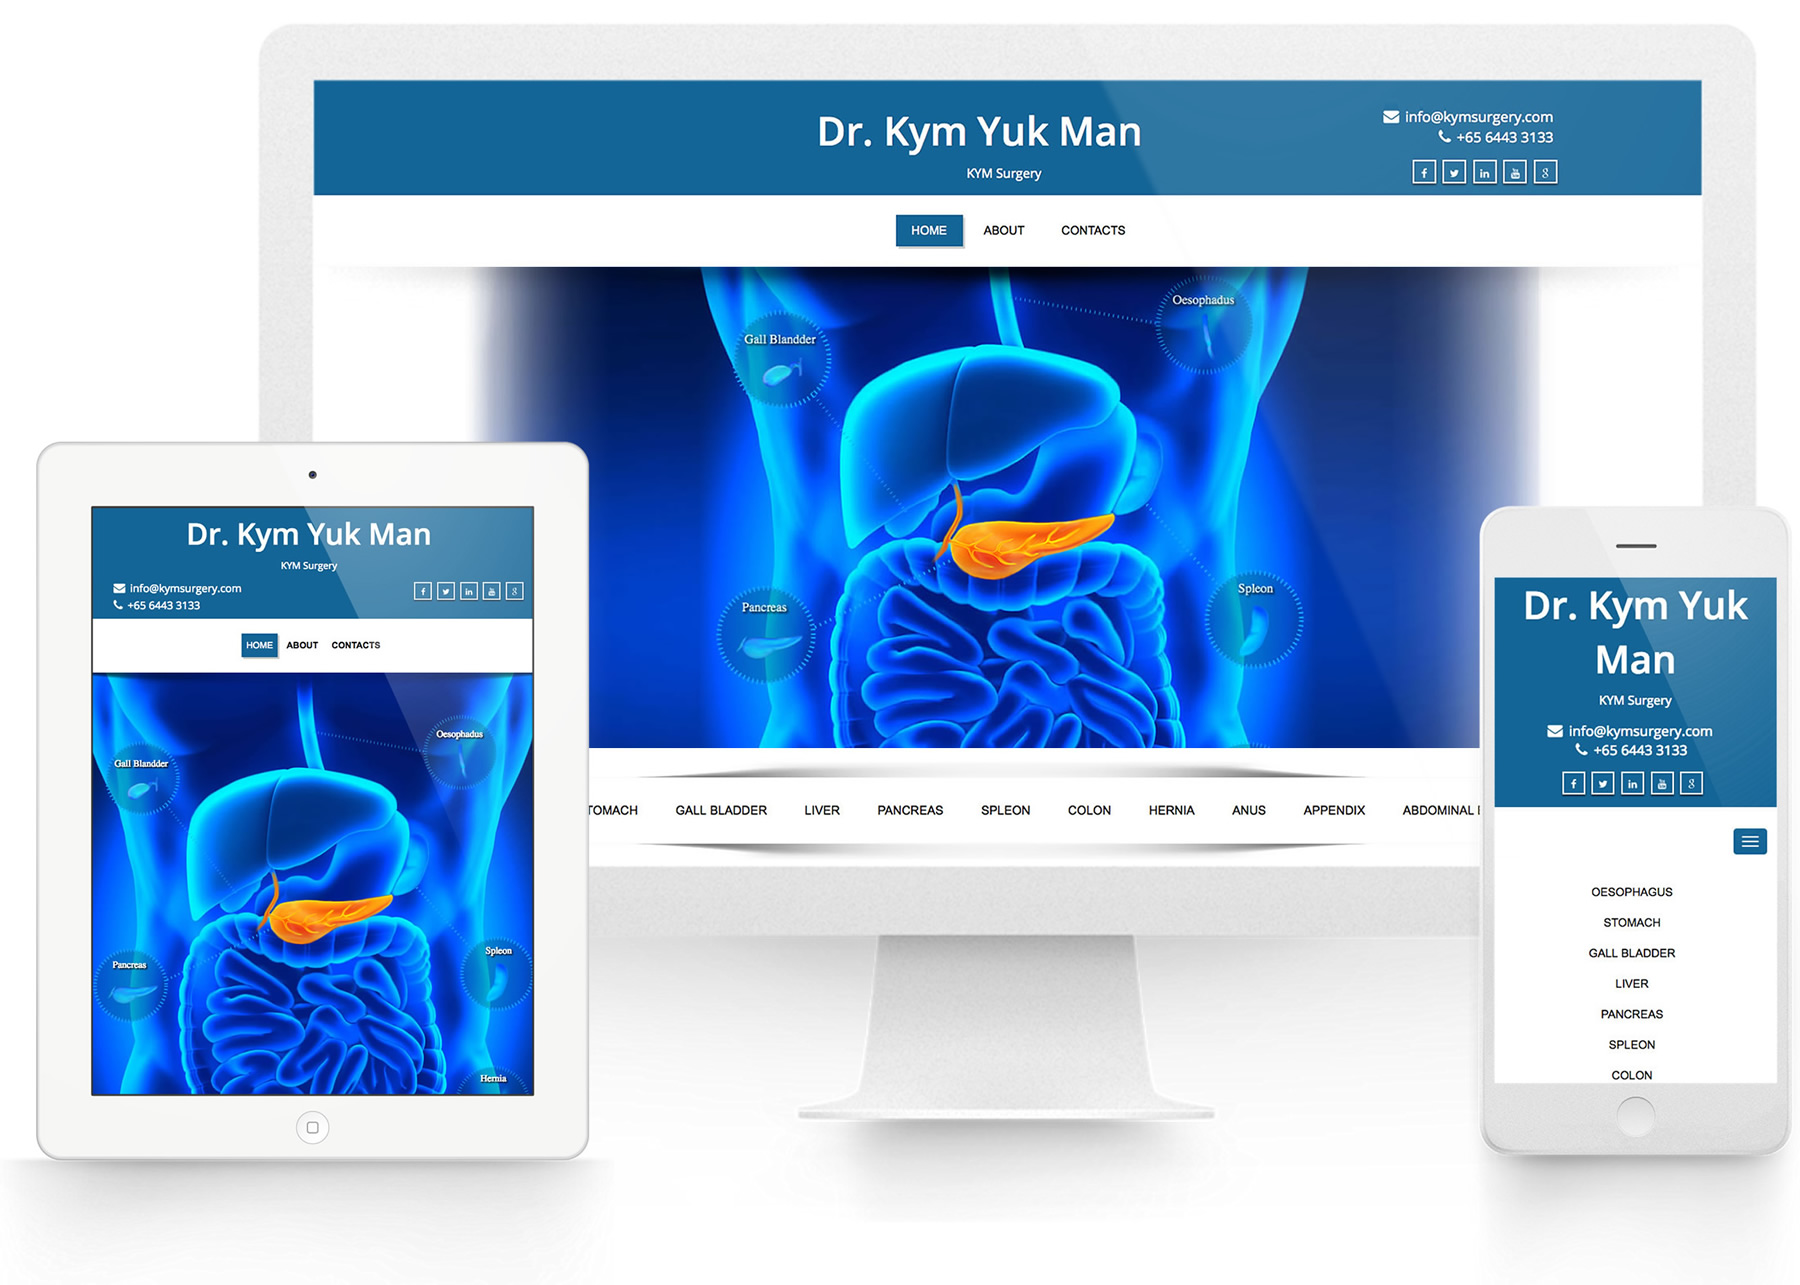 Dr. Kym Yuk Man
KYM Surgery
info@kymsurgery.com
+65 6443 3133
HOME ABOUT CONTACTS
Oesophadus
Gall Blandder
Pancreas
Spleon
TOMACH GALL BLADDER LIVER PANCREAS SPLEON COLON HERNIA ANUS APPENDIX ABDOMINAL
Dr. Kym Yuk Man
KYM Surgery
info@kymsurgery.com
+65 6443 3133
HOME ABOUT CONTACTS
Oesophadus
Gall Blandder
Spleon
Pancreas
Hernia
Dr. Kym Yuk
Man
KYM Surgery
info@kymsurgery.com
+65 6443 3133
OESOPHAGUS
STOMACH
GALL BLADDER
LIVER
PANCREAS
SPLEON
COLON